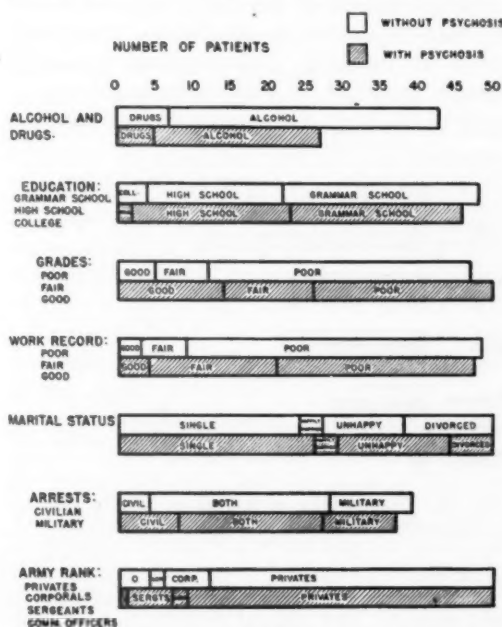 WITHOUT PSYCHOSIS
NUMBER OF PATIENTS
WITH PSYCHOSIS
0 5 10 15 20 25 30 35 40 45 50
ALCOHOL AND DRUGS.
DRUGS ALCOHOL
DRUGS ALCOHOL
EDUCATION:
GRAMMAR SCHOOL
HIGH SCHOOL
COLLEGE
COLL. HIGH SCHOOL GRAMMAR SCHOOL
HIGH SCHOOL GRAMMAR SCHOOL
GRADES:
POOR
FAIR
GOOD
GOOD FAIR POOR
GOOD FAIR POOR
WORK RECORD:
POOR
FAIR
GOOD
GOOD FAIR POOR
GOOD FAIR POOR
MARITAL STATUS
SINGLE UNHAPPY DIVORCED
SINGLE UNHAPPY DIVORCED
ARRESTS:
CIVILIAN
MILITARY
CIVIL BOTH MILITARY
CIVIL BOTH MILITARY
ARMY RANK:
PRIVATES
CORPORALS
SERGEANTS
COMM. OFFICERS
O CORP. PRIVATES
SERGTS PRIVATES